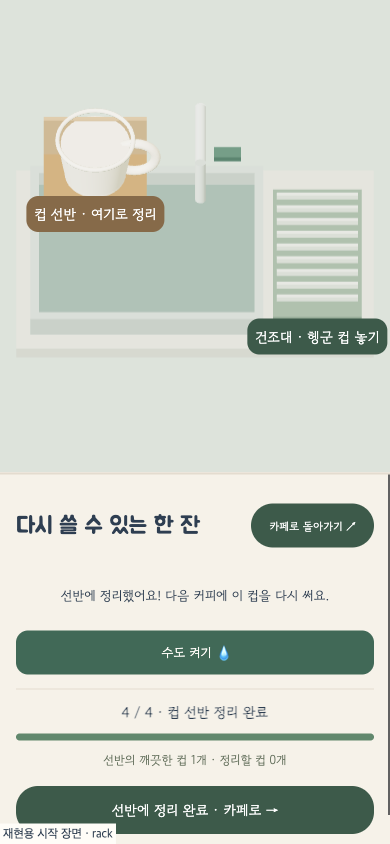 컵 선반 · 여기로 정리
건조대 · 헹군 컵 놓기
다시 쓸 수 있는 한 잔
카페로 돌아가기 ↗
선반에 정리했어요! 다음 커피에 이 컵을 다시 써요.
수도 켜기 💧
4 / 4 · 컵 선반 정리 완료
선반의 깨끗한 컵 1개 · 정리할 컵 0개
선반에 정리 완료 · 카페로 →
재현용 시작 장면 · rack